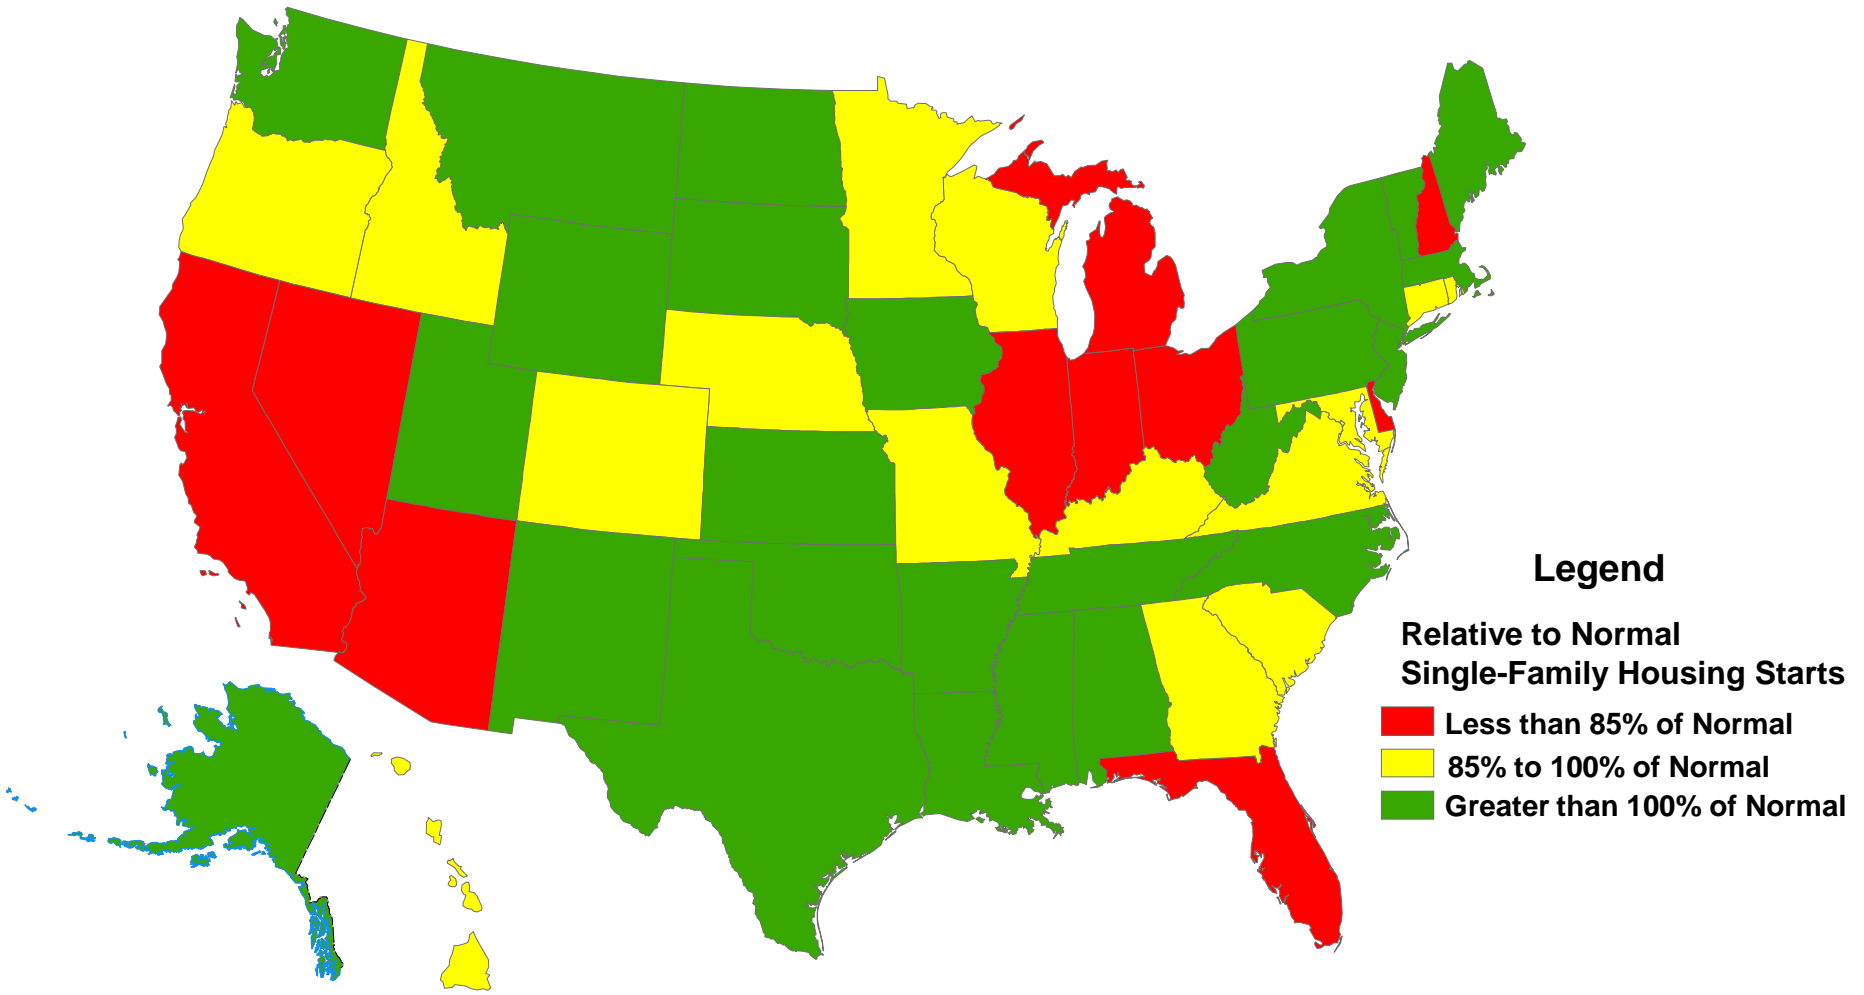 Legend
Relative to Normal
Single-Family Housing Starts
Less than 85% of Normal
85% to 100% of Normal
Greater than 100% of Normal